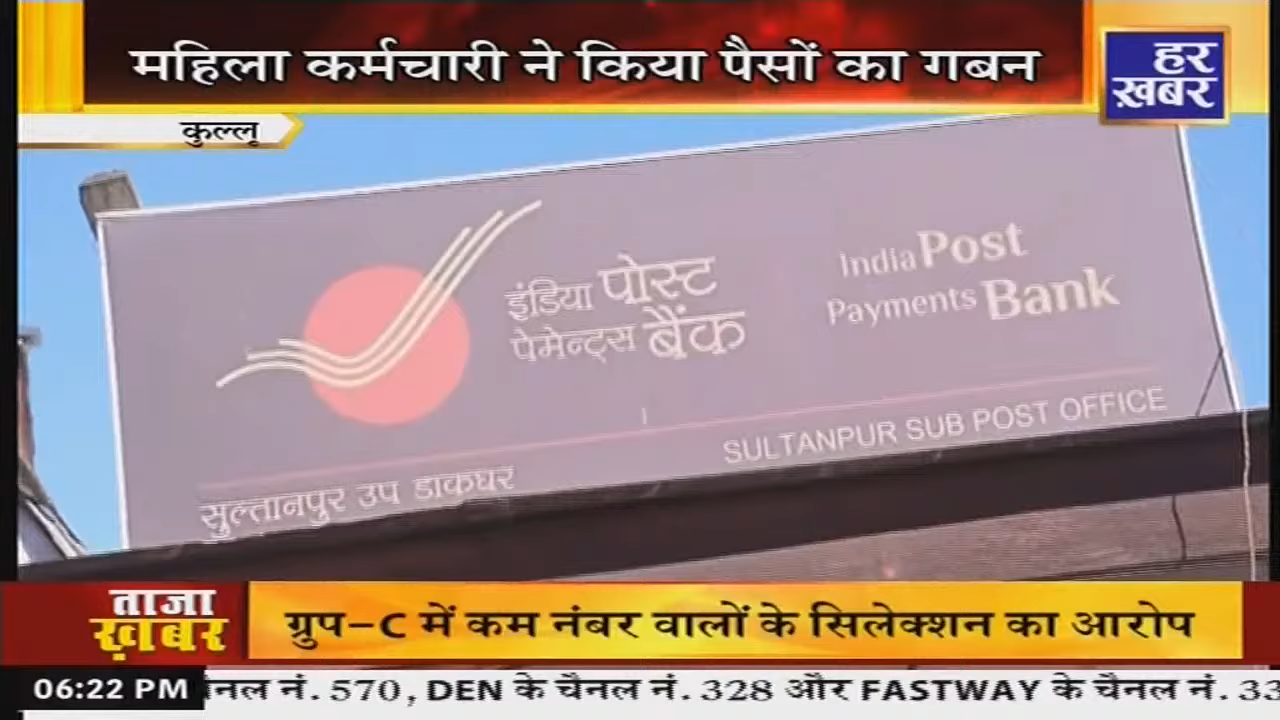 महिला कर्मचारी ने किया पैसों का गबन
हर
ख़बर
कुल्लू
इंडिया पोस्ट
पेमेन्ट्स बैंक
India Post
Payments Bank
सुल्तानपुर उप डाकघर
SULTANPUR SUB POST OFFICE
ताजा
ख़बर
ग्रुप-C में कम नंबर वालों के सिलेक्शन का आरोप
06:22 PM
नल नं. 570, DEN के चैनल नं. 328 और FASTWAY के चैनल नं. 33